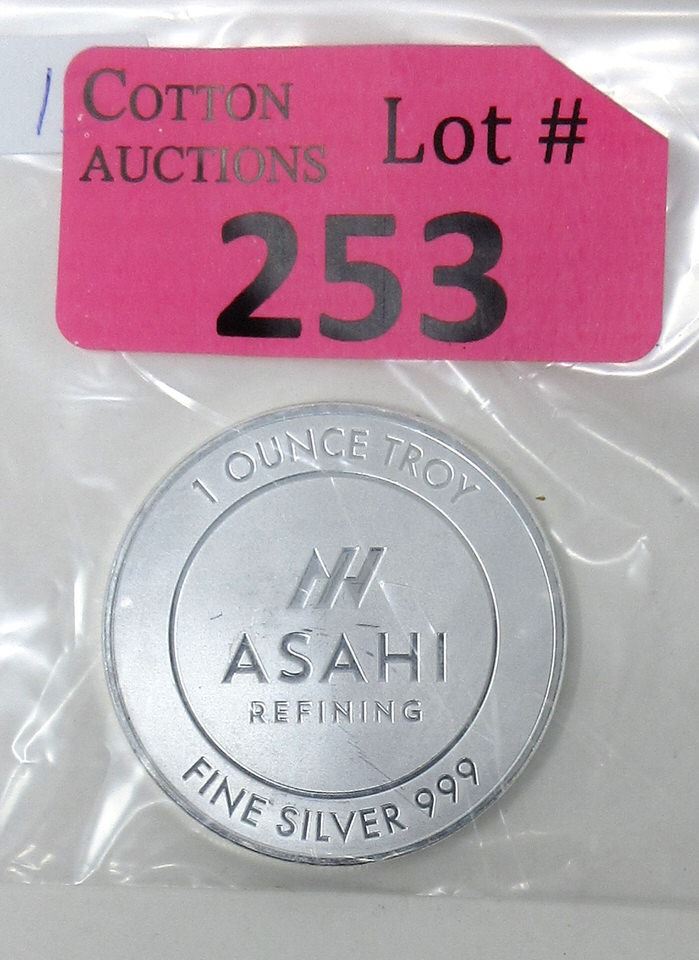 COTTON
AUCTIONS
Lot #
253
1 OUNCE TROY
ASAHI
REFINING
FINE SILVER 999